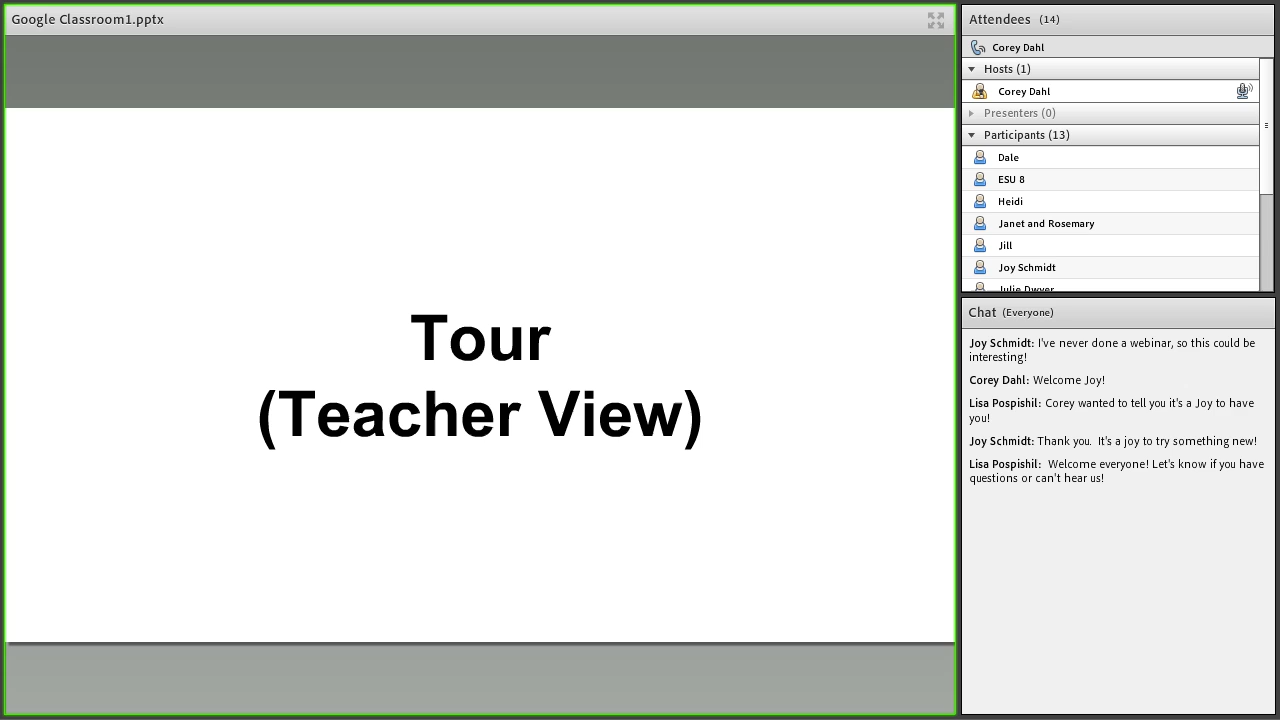 Google Classroom1.pptx
Tour
(Teacher View)
Attendees (14)
Corey Dahl
Hosts (1)
Corey Dahl
Presenters (0)
Participants (13)
Dale
ESU 8
Heidi
Janet and Rosemary
Jill
Joy Schmidt
Julie Dwyer
Chat (Everyone)
Joy Schmidt: I've never done a webinar, so this could be
interesting!
Corey Dahl: Welcome Joy!
Lisa Pospishil: Corey wanted to tell you it's a Joy to have
you!
Joy Schmidt: Thank you. It's a joy to try something new!
Lisa Pospishil: Welcome everyone! Let's know if you have
questions or can't hear us!